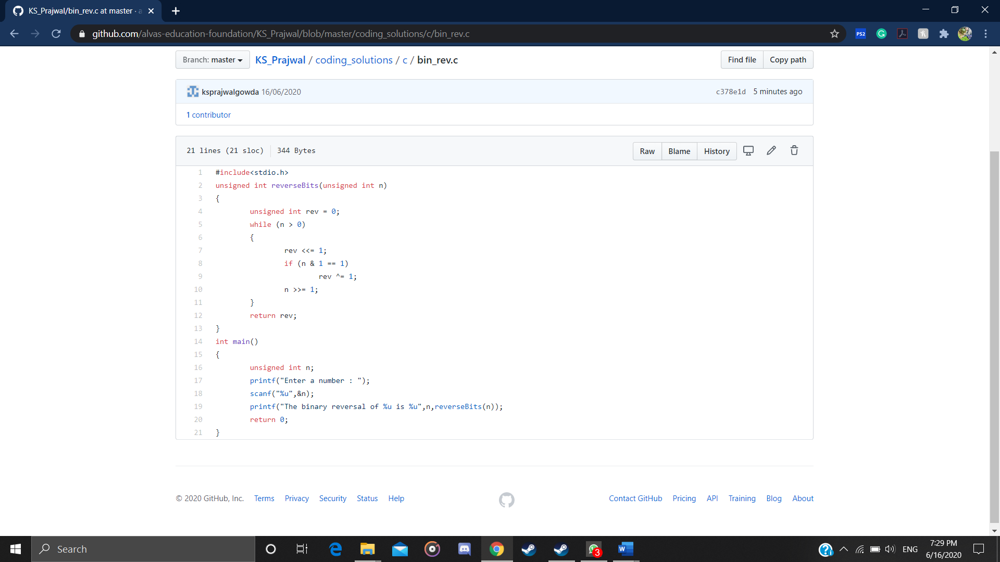 KS_Prajwal/bin_rev.c at master · a
github.com/alvas-education-foundation/KS_Prajwal/blob/master/coding_solutions/c/bin_rev.c
PS2
Branch: master KS_Prajwal / coding_solutions / c / bin_rev.c Find file Copy path
ksprajwalgowda 16/06/2020 c378e1d 5 minutes ago
1 contributor
21 lines (21 sloc) 344 Bytes Raw Blame History
1 #include<stdio.h>
2 unsigned int reverseBits(unsigned int n)
3 {
4 unsigned int rev = 0;
5 while (n > 0)
6 {
7 rev <<= 1;
8 if (n & 1 == 1)
9 rev ^= 1;
10 n >>= 1;
11 }
12 return rev;
13 }
14 int main()
15 {
16 unsigned int n;
17 printf("Enter a number : ");
18 scanf("%u",&n);
19 printf("The binary reversal of %u is %u",n,reverseBits(n));
20 return 0;
21 }
© 2020 GitHub, Inc. Terms Privacy Security Status Help Contact GitHub Pricing API Training Blog About
Search 3 ENG 7:29 PM
6/16/2020